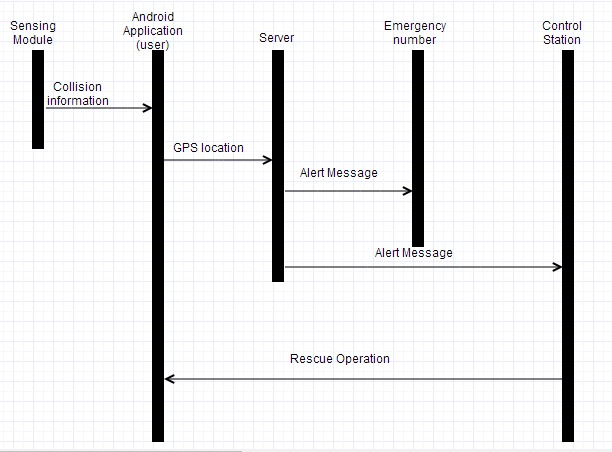 Sensing
Module
Android
Application
(user)
Server
Emergency
number
Control
Station
Collision
information
GPS location
Alert Message
Alert Message
Rescue Operation